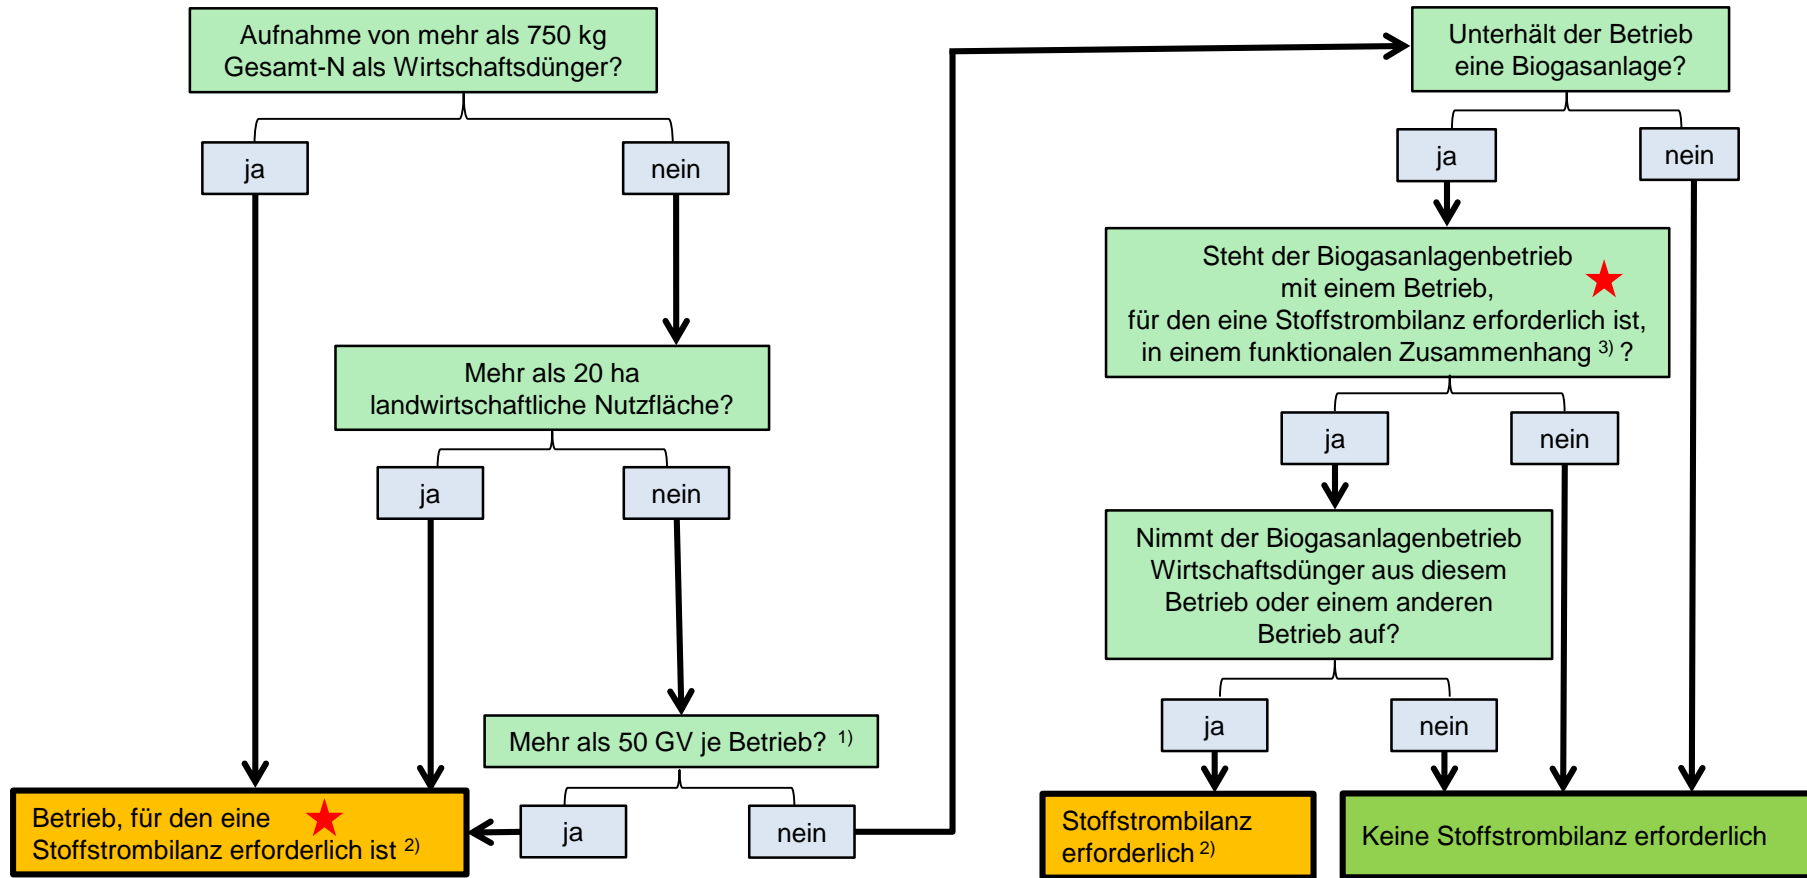 Aufnahme von mehr als 750 kg
Gesamt-N als Wirtschaftsdünger?
ja
nein
Mehr als 20 ha
landwirtschaftliche Nutzfläche?
ja
nein
Mehr als 50 GV je Betrieb? 1)
ja
nein
Betrieb, für den eine
Stoffstrombilanz erforderlich ist 2)
Unterhält der Betrieb
eine Biogasanlage?
ja
nein
Steht der Biogasanlagenbetrieb
mit einem Betrieb,
für den eine Stoffstrombilanz erforderlich ist,
in einem funktionalen Zusammenhang 3) ?
ja
nein
Nimmt der Biogasanlagenbetrieb
Wirtschaftsdünger aus diesem
Betrieb oder einem anderen
Betrieb auf?
ja
nein
Stoffstrombilanz
erforderlich 2)
Keine Stoffstrombilanz erforderlich